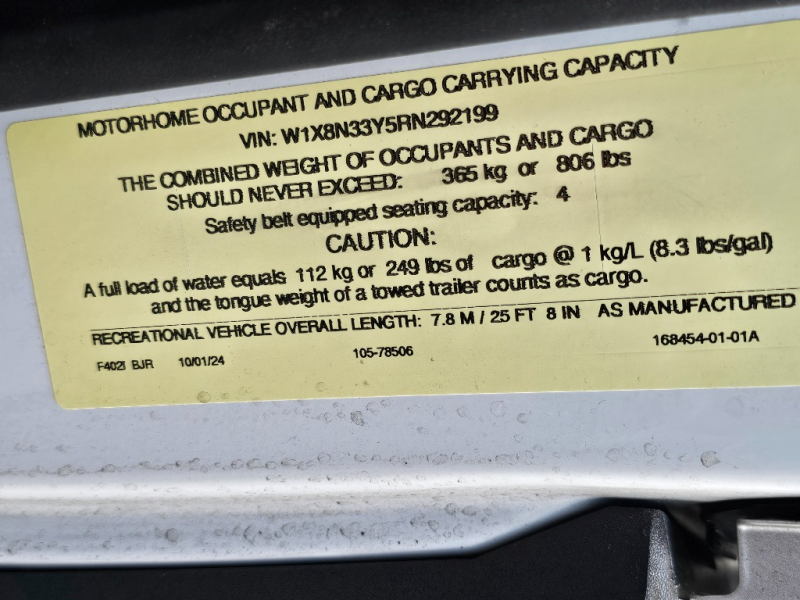 MOTORHOME OCCUPANT AND CARGO CARRYING CAPACITY
VIN: W1X8N33Y5RN292199
THE COMBINED WEIGHT OF OCCUPANTS AND CARGO
SHOULD NEVER EXCEED: 365 kg or 806 lbs
Safety belt equipped seating capacity: 4
CAUTION:
A full load of water equals 112 kg or 249 lbs of cargo @ 1 kg/L (8.3 lbs/gal)
and the tongue weight of a towed trailer counts as cargo.
RECREATIONAL VEHICLE OVERALL LENGTH: 7.8 M / 25 FT 8 IN AS MANUFACTURED
BJR 10/01/24 105-78506 168454-01-01A